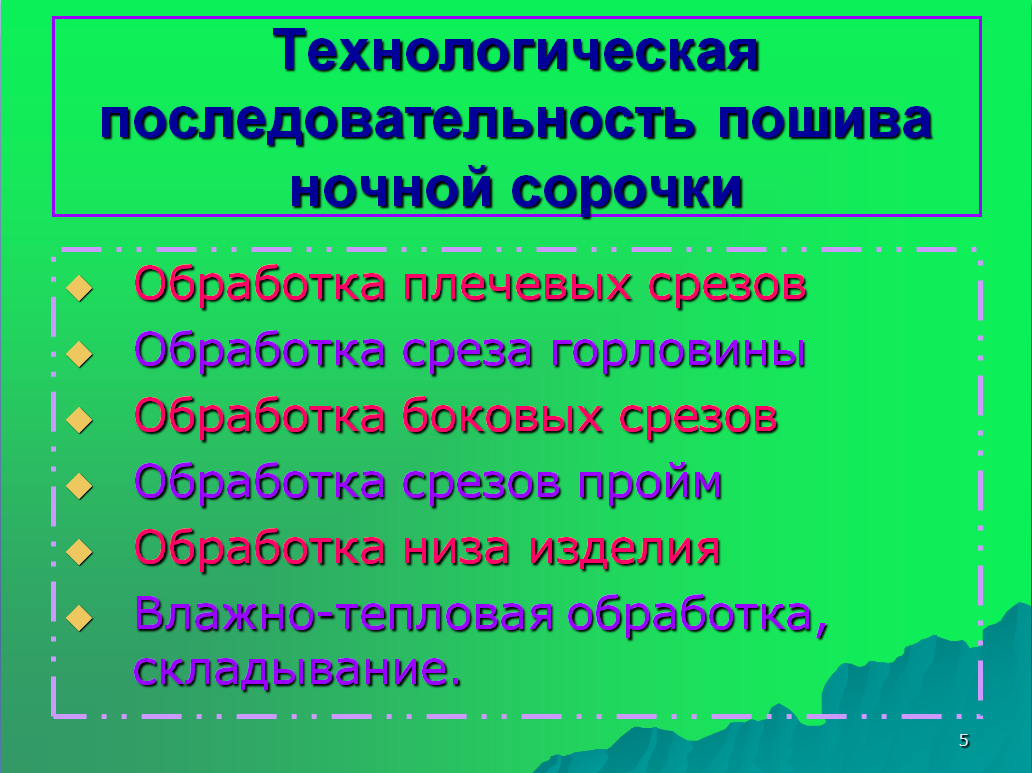 Технологическая
последовательность пошива
ночной сорочки
Обработка плечевых срезов
Обработка среза горловины
Обработка боковых срезов
Обработка срезов пройм
Обработка низа изделия
Влажно-тепловая обработка,
складывание.
5